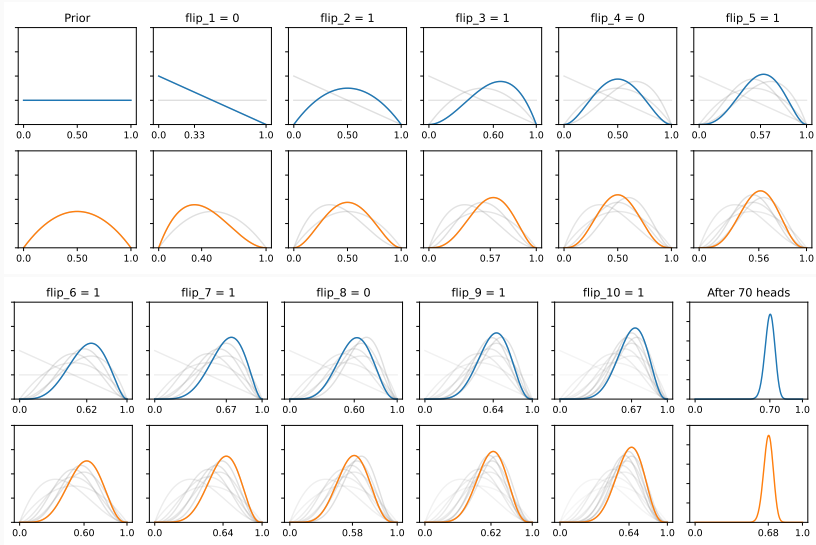 Prior flip_1 = 0 flip_2 = 1 flip_3 = 1 flip_4 = 0 flip_5 = 1
0.0 0.50 1.0 0.0 0.33 1.0 0.0 0.50 1.0 0.0 0.60 1.0 0.0 0.50 1.0 0.0 0.57 1.0
0.0 0.50 1.0 0.0 0.40 1.0 0.0 0.50 1.0 0.0 0.57 1.0 0.0 0.50 1.0 0.0 0.56 1.0
flip_6 = 1 flip_7 = 1 flip_8 = 0 flip_9 = 1 flip_10 = 1 After 70 heads
0.0 0.62 1.0 0.0 0.67 1.0 0.0 0.60 1.0 0.0 0.64 1.0 0.0 0.67 1.0 0.0 0.70 1.0
0.0 0.60 1.0 0.0 0.64 1.0 0.0 0.58 1.0 0.0 0.62 1.0 0.0 0.64 1.0 0.0 0.68 1.0